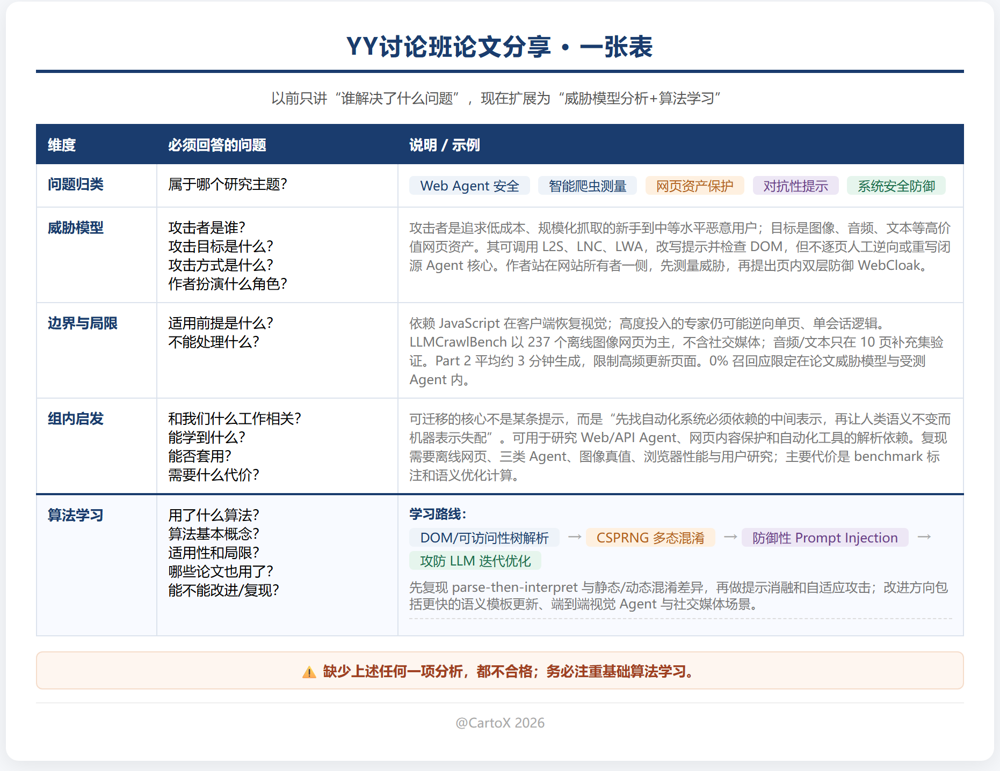 YY讨论班论文分享 · 一张表
以前只讲“谁解决了什么问题”，现在扩展为“威胁模型分析+算法学习”
维度
必须回答的问题
说明 / 示例
问题归类
属于哪个研究主题？
Web Agent 安全
智能爬虫测量
网页资产保护
对抗性提示
系统安全防御
威胁模型
攻击者是谁？
攻击目标是什么？
攻击方式是什么？
作者扮演什么角色？
攻击者是追求低成本、规模化抓取的新手到中等水平恶意用户；目标是图像、音频、文本等高价
值网页资产。其可调用 L2S、LNC、LWA，改写提示并检查 DOM，但不逐页人工逆向或重写闭
源 Agent 核心。作者站在网站所有者一侧，先测量威胁，再提出页内双层防御 WebCloak。
边界与局限
适用前提是什么？
不能处理什么？
依赖 JavaScript 在客户端恢复视觉；高度投入的专家仍可能逆向单页、单会话逻辑。
LLMCrawlBench 以 237 个离线图像网页为主，不含社交媒体；音频/文本只在 10 页补充集验
证。Part 2 平均约 3 分钟生成，限制高频更新页面。0% 召回应限定在论文威胁模型与受测
Agent 内。
组内启发
和我们什么工作相关？
能学到什么？
能否套用？
需要什么代价？
可迁移的核心不是某条提示，而是“先找自动化系统必须依赖的中间表示，再让人类语义不变而
机器表示失配”。可用于研究 Web/API Agent、网页内容保护和自动化工具的解析依赖。复现
需要离线网页、三类 Agent、图像真值、浏览器性能与用户研究；主要代价是 benchmark 标
注和语义优化计算。
算法学习
用了什么算法？
算法基本概念？
适用性和局限？
哪些论文也用了？
能不能改进/复现？
学习路线：
DOM/可访问性树解析 → CSPRNG 多态混淆 → 防御性 Prompt Injection →
攻防 LLM 迭代优化
先复现 parse-then-interpret 与静态/动态混淆差异，再做提示消融和自适应攻击；改进方向包
括更快的语义模板更新、端到端视觉 Agent 与社交媒体场景。
⚠️ 缺少上述任何一项分析，都不合格；务必注重基础算法学习。
@CartoX 2026